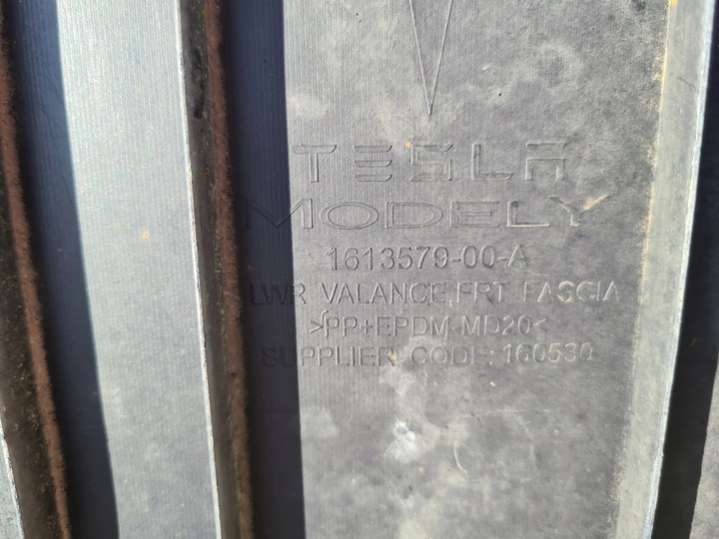 TESLA
MODEL Y
1613579-00-A
LWR VALANCE,FRT FASCIA
>PP+EPDM-MD20<
SUPPLIER CODE:160530